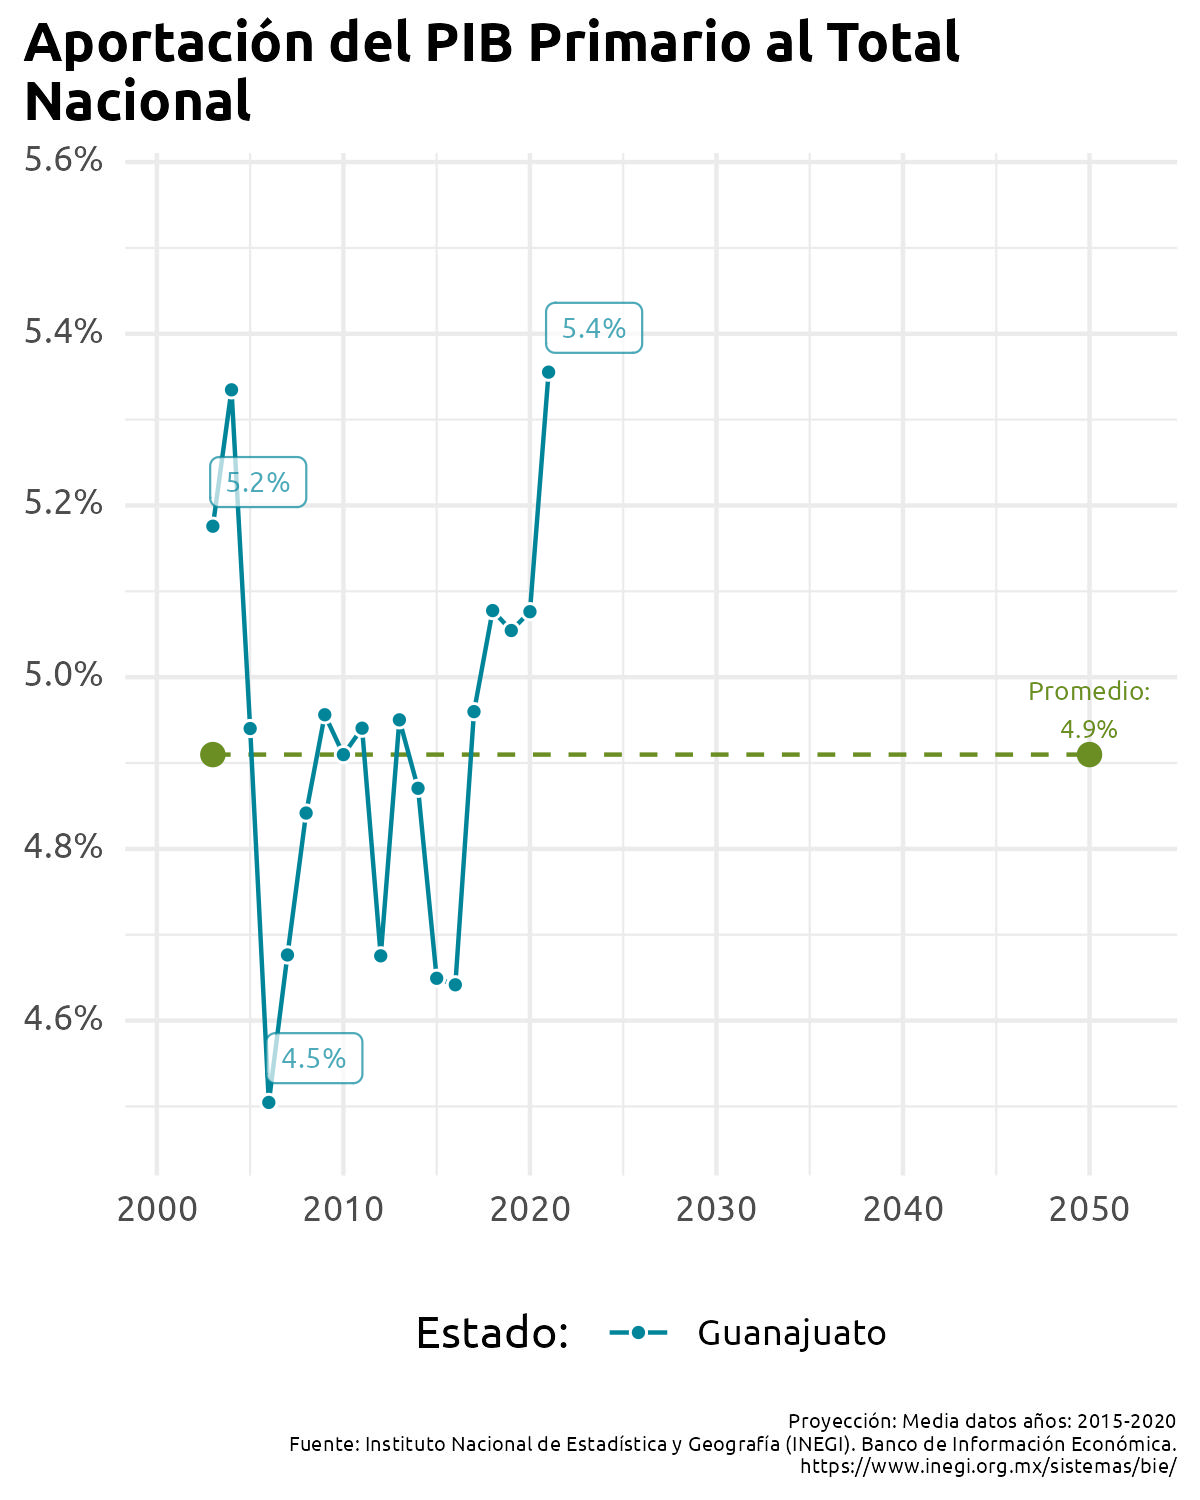 Aportación del PIB Primario al Total
Nacional
5.6%
5.4%
5.4%
5.2%
5.2%
5.0%
Promedio:
4.9%
4.8%
4.6%
4.5%
2000
2010
2020
2030
2040
2050
Estado:
Guanajuato
Proyección: Media datos años: 2015-2020
Fuente: Instituto Nacional de Estadística y Geografía (INEGI). Banco de Información Económica.
https://www.inegi.org.mx/sistemas/bie/